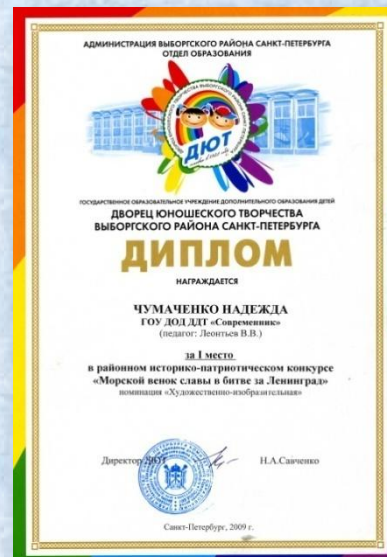 АДМИНИСТРАЦИЯ ВЫБОРГСКОГО РАЙОНА САНКТ-ПЕТЕРБУРГА
ОТДЕЛ ОБРАЗОВАНИЯ
ДЮТ
ГОСУДАРСТВЕННОЕ ОБРАЗОВАТЕЛЬНОЕ УЧРЕЖДЕНИЕ ДОПОЛНИТЕЛЬНОГО ОБРАЗОВАНИЯ ДЕТЕЙ
ДВОРЕЦ ЮНОШЕСКОГО ТВОРЧЕСТВА
ВЫБОРГСКОГО РАЙОНА САНКТ-ПЕТЕРБУРГА
ДИПЛОМ
НАГРАЖДАЕТСЯ
ЧУМАЧЕНКО НАДЕЖДА
ГОУ ДОД ДДТ «Современник»
(педагог: Леонтьев В.В.)
за I место
в районном историко-патриотическом конкурсе
«Морской венок славы в битве за Ленинград»
номинация «Художественно-изобразительная»
Директор ДЮТ Н.А.Савченко
Санкт-Петербург, 2009 г.